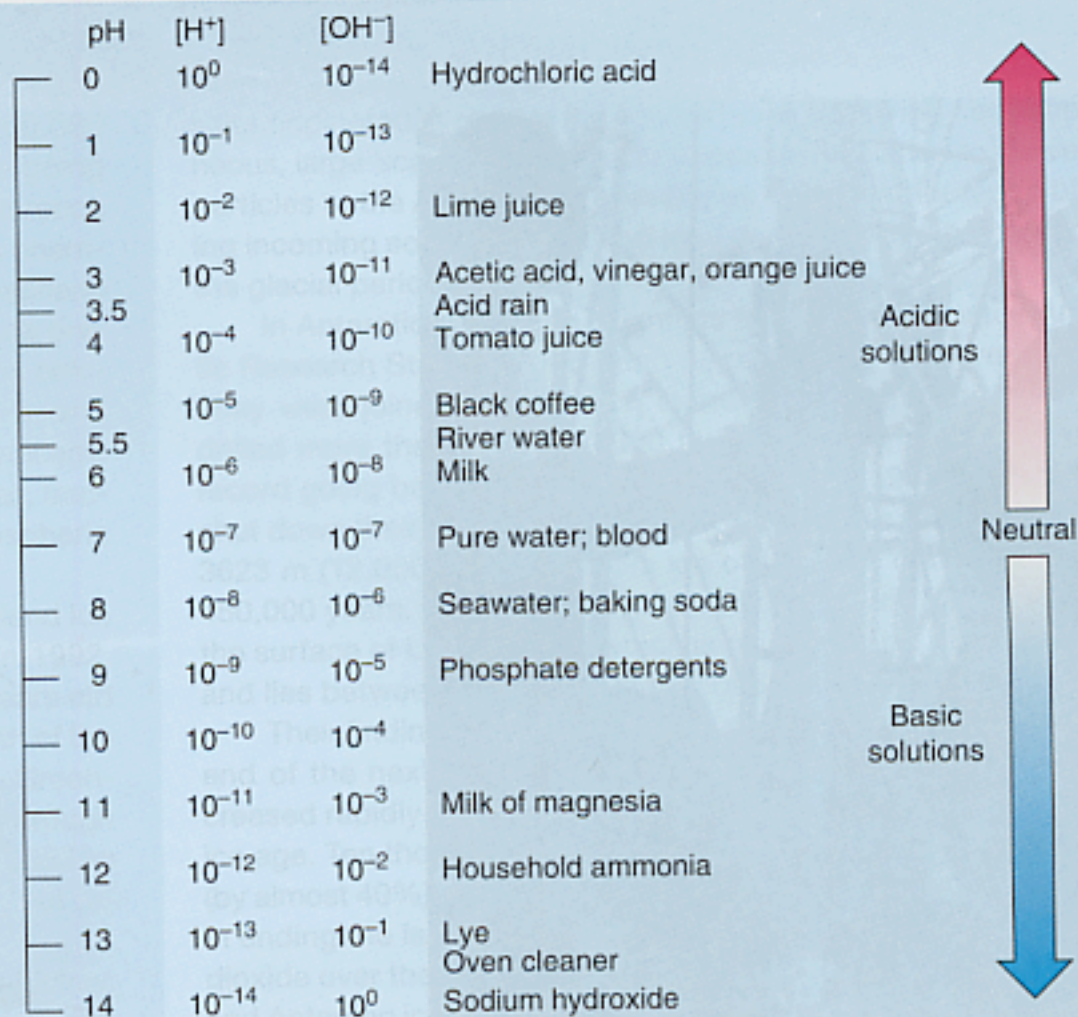 pH [H⁺] [OH⁻]
0 10⁰ 10⁻¹⁴ Hydrochloric acid
1 10⁻¹ 10⁻¹³
2 10⁻² 10⁻¹² Lime juice
3 10⁻³ 10⁻¹¹ Acetic acid, vinegar, orange juice
3.5 Acid rain
4 10⁻⁴ 10⁻¹⁰ Tomato juice
5 10⁻⁵ 10⁻⁹ Black coffee
5.5 River water
6 10⁻⁶ 10⁻⁸ Milk
7 10⁻⁷ 10⁻⁷ Pure water; blood
8 10⁻⁸ 10⁻⁶ Seawater; baking soda
9 10⁻⁹ 10⁻⁵ Phosphate detergents
10 10⁻¹⁰ 10⁻⁴
11 10⁻¹¹ 10⁻³ Milk of magnesia
12 10⁻¹² 10⁻² Household ammonia
13 10⁻¹³ 10⁻¹ Lye
Oven cleaner
14 10⁻¹⁴ 10⁰ Sodium hydroxide
Acidic
solutions
Neutral
Basic
solutions